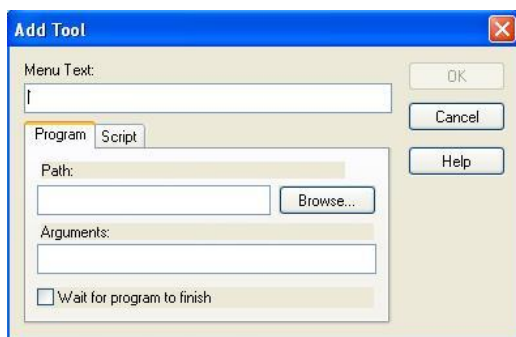 Add Tool
Menu Text:
OK
Cancel
Program
Script
Help
Path:
Browse...
Arguments:
Wait for program to finish